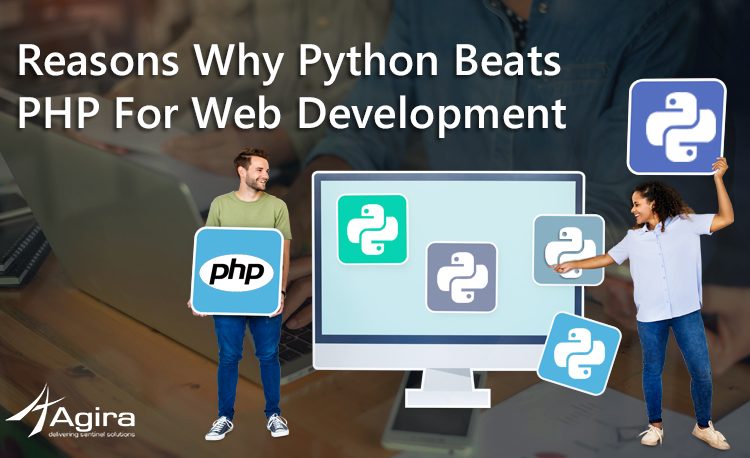 Reasons Why Python Beats
PHP For Web Development
php
Agira
delivering sentinel solutions